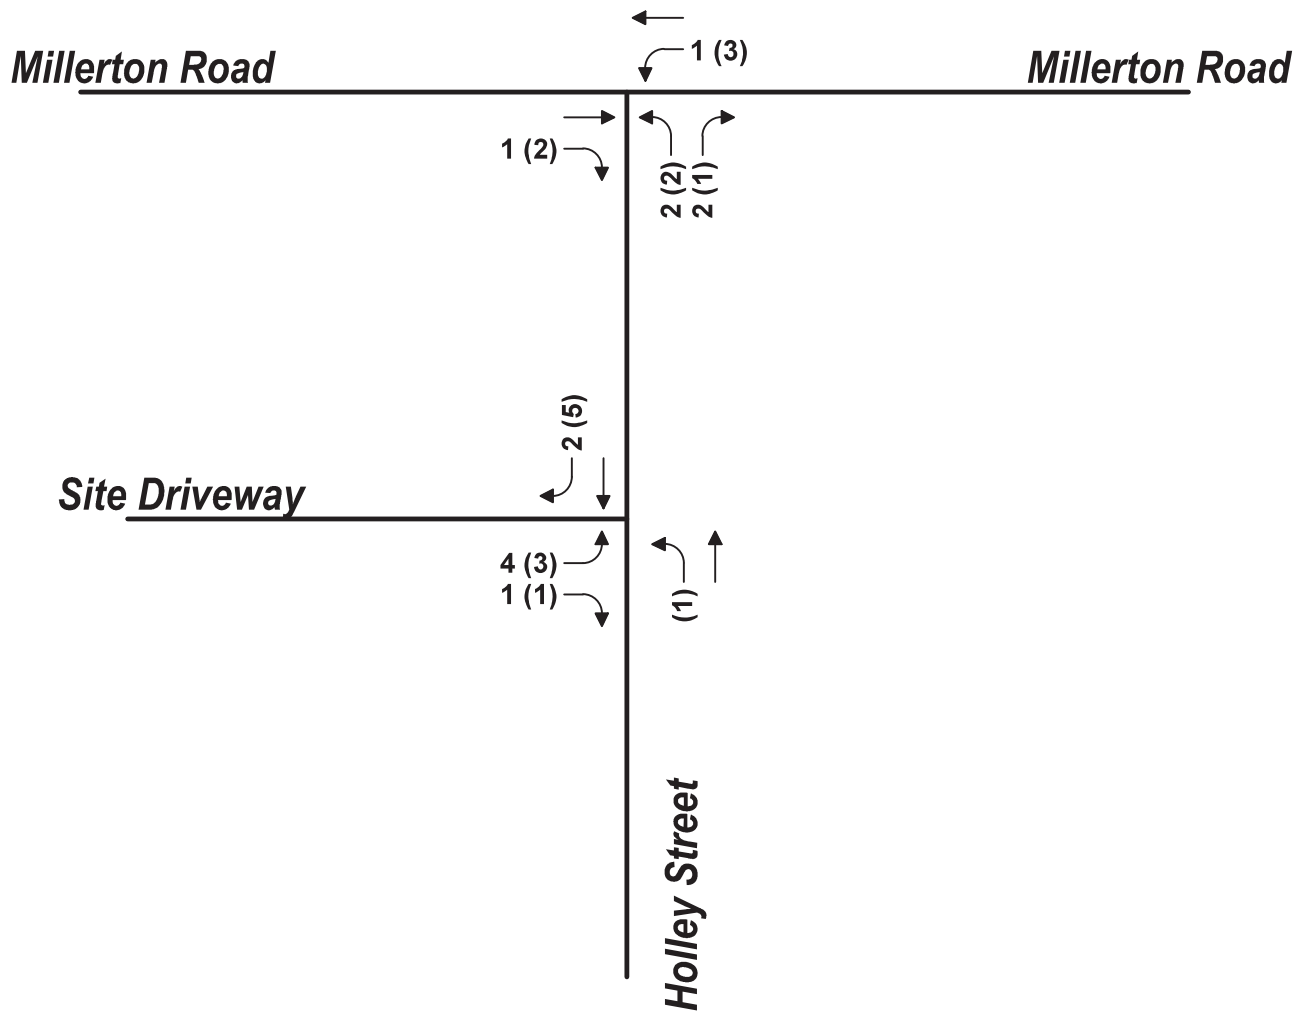 1 (3)
Millerton Road
Millerton Road
1 (2)
2 (2)
2 (1)
2 (5)
Site Driveway
4 (3)
1 (1)
(1)
Holley Street